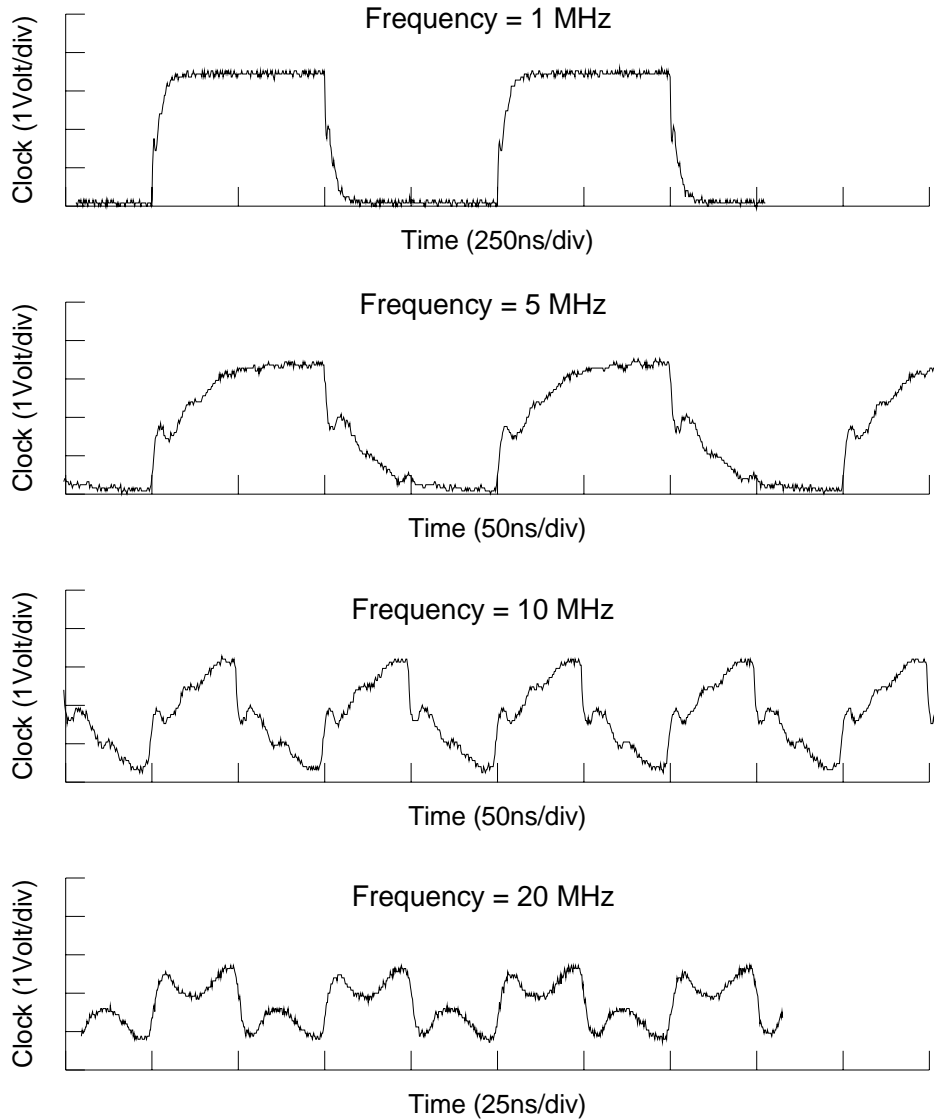 Frequency = 1 MHz
Clock (1Volt/div)
Time (250ns/div)
Frequency = 5 MHz
Clock (1Volt/div)
Time (50ns/div)
Frequency = 10 MHz
Clock (1Volt/div)
Time (50ns/div)
Frequency = 20 MHz
Clock (1Volt/div)
Time (25ns/div)